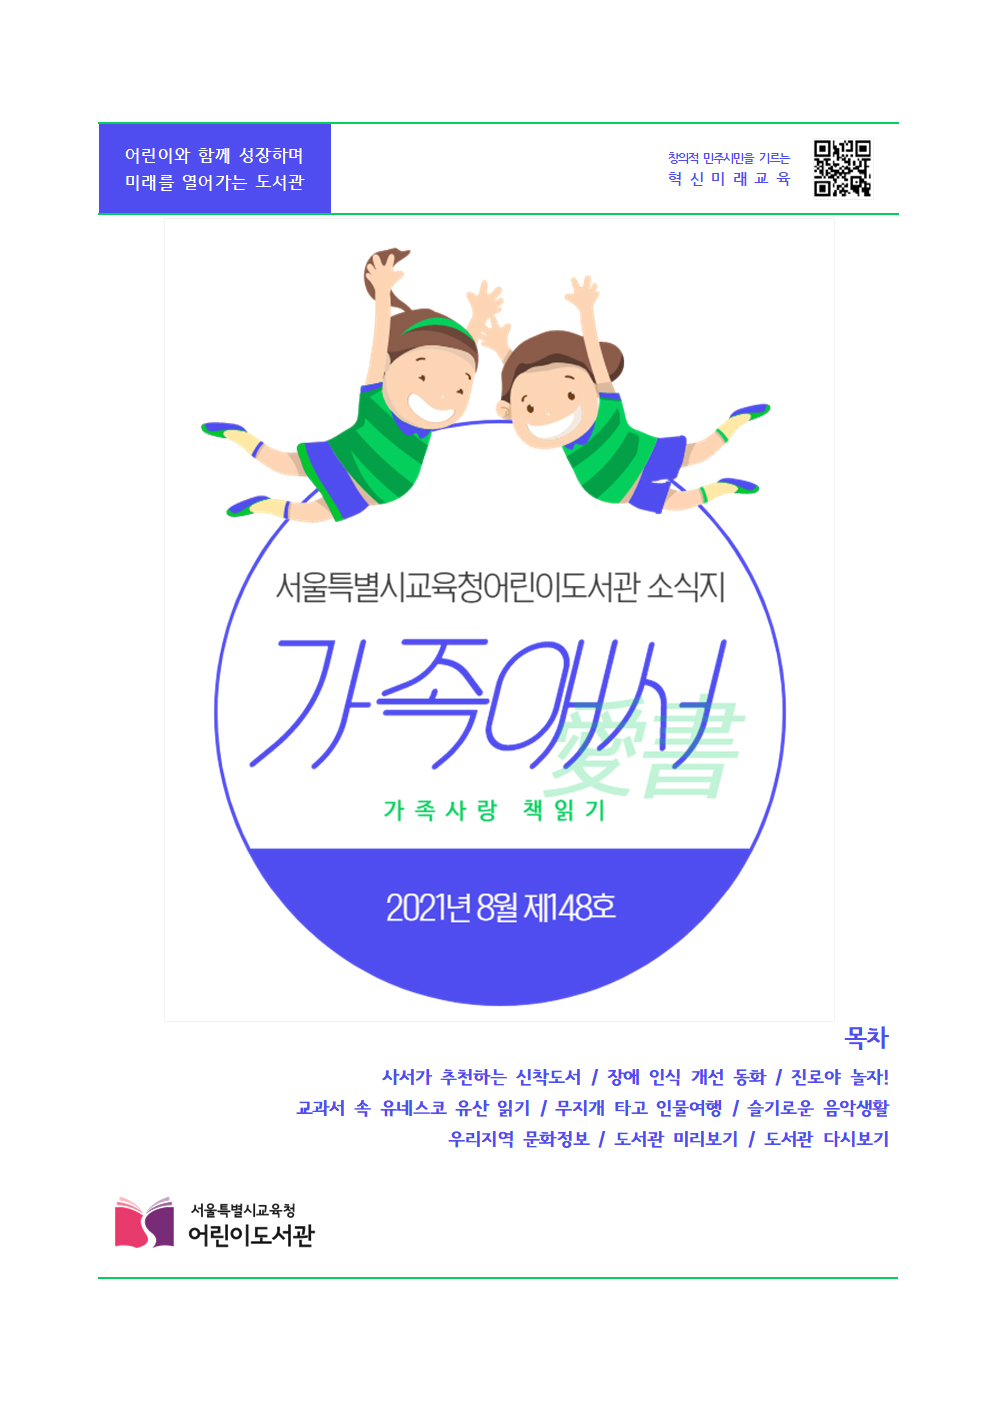 어린이와 함께 성장하며
미래를 열어가는 도서관
창의적 민주시민을 기르는
혁신미래교육
서울특별시교육청어린이도서관 소식지
가족애서
愛書
가족사랑 책읽기
2021년 8월 제148호
목차
사서가 추천하는 신착도서 / 장애 인식 개선 동화 / 진로야 놀자!
교과서 속 유네스코 유산 읽기 / 무지개 타고 인물여행 / 슬기로운 음악생활
우리지역 문화정보 / 도서관 미리보기 / 도서관 다시보기
서울특별시교육청
어린이도서관